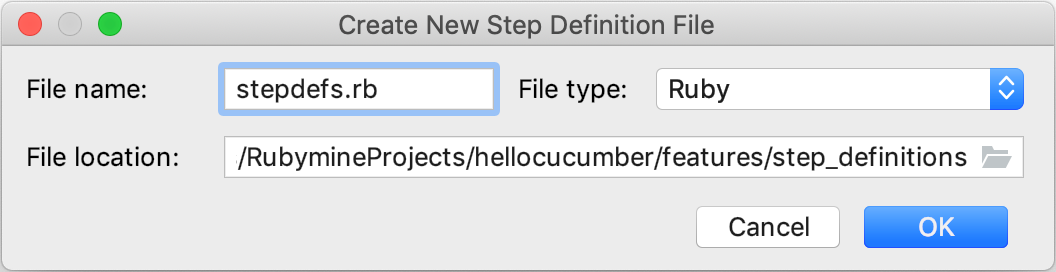 Create New Step Definition File
File name: stepdefs.rb File type: Ruby
File location: /RubymineProjects/hellocucumber/features/step_definitions
Cancel OK